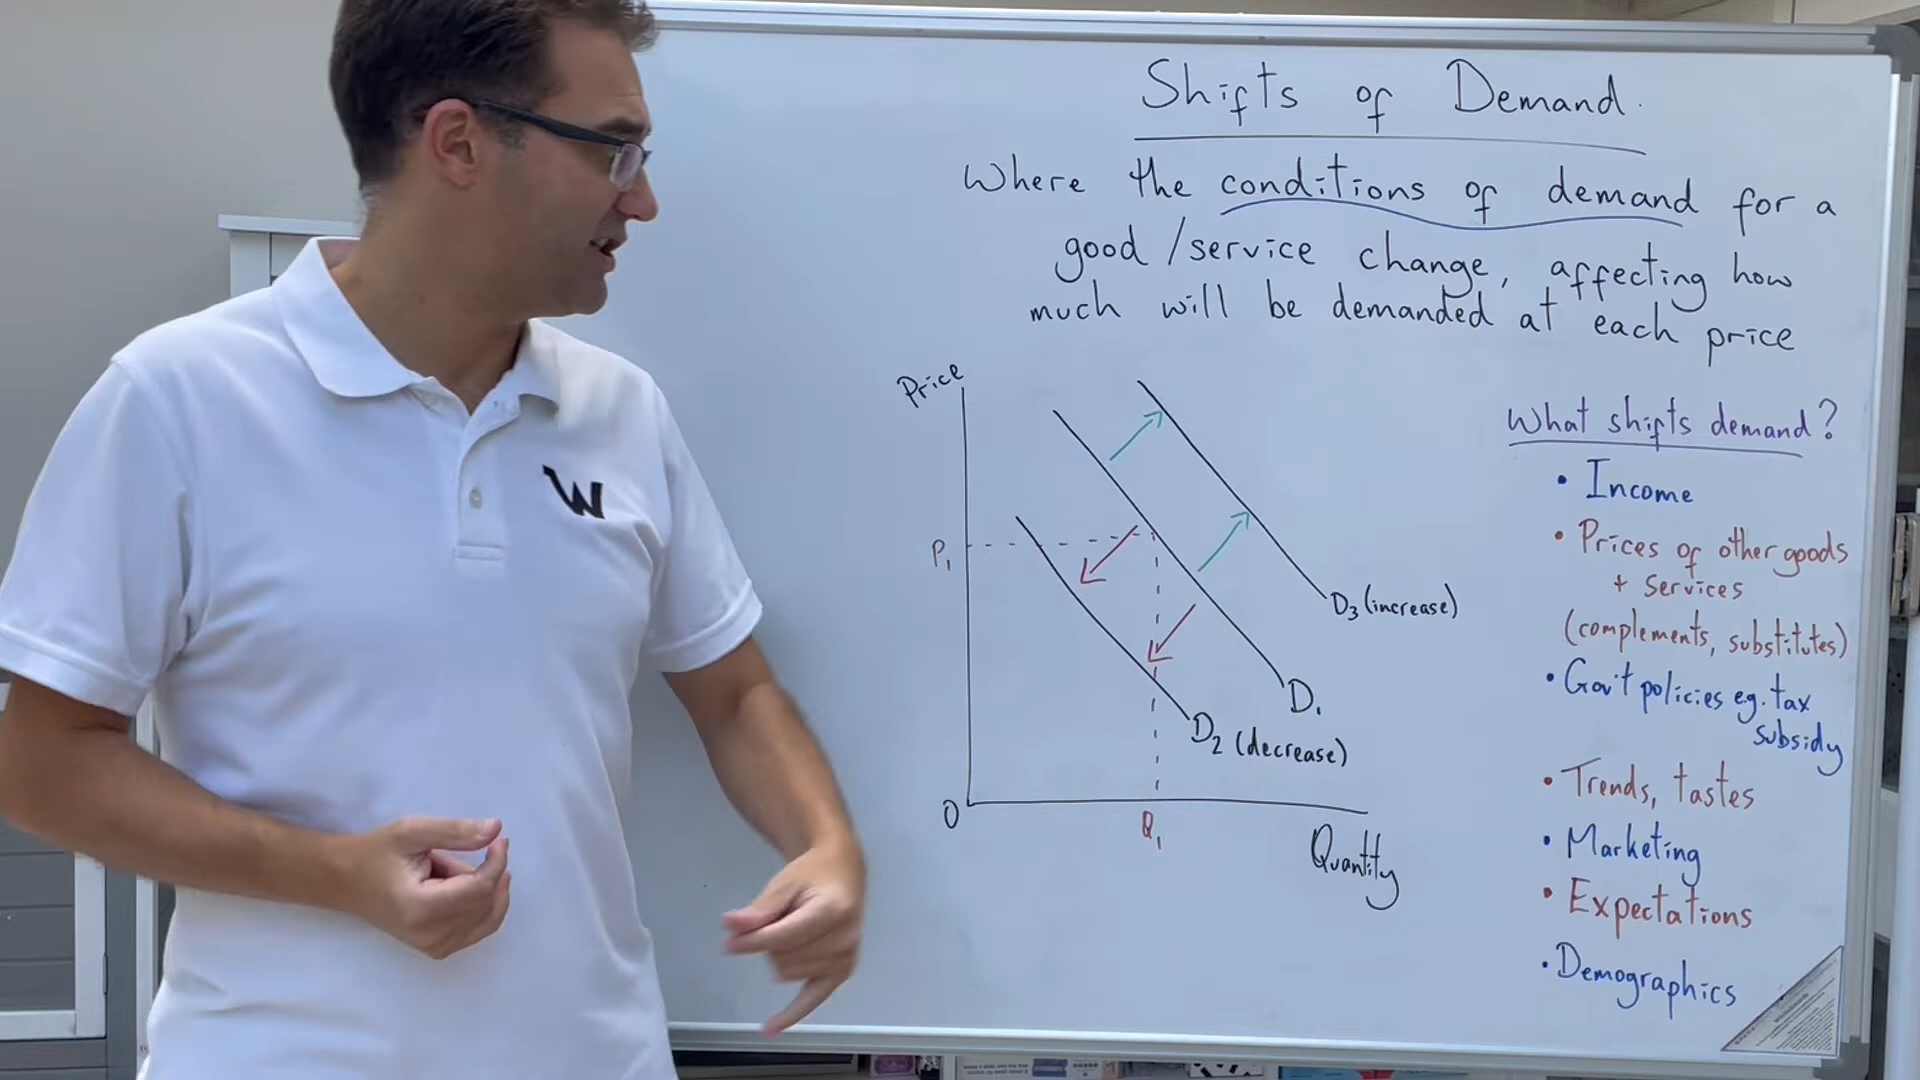 Shifts of Demand.
Where the conditions of demand for a
good/service change, affecting how
much will be demanded at each price
Price
P1
D3 (increase)
D1
D2 (decrease)
0
Q1
Quantity
What shifts demand?
• Income
• Prices of other goods
+ services
(complements, substitutes)
• Gov't policies e.g. tax
subsidy
• Trends, tastes
• Marketing
• Expectations
• Demographics
W